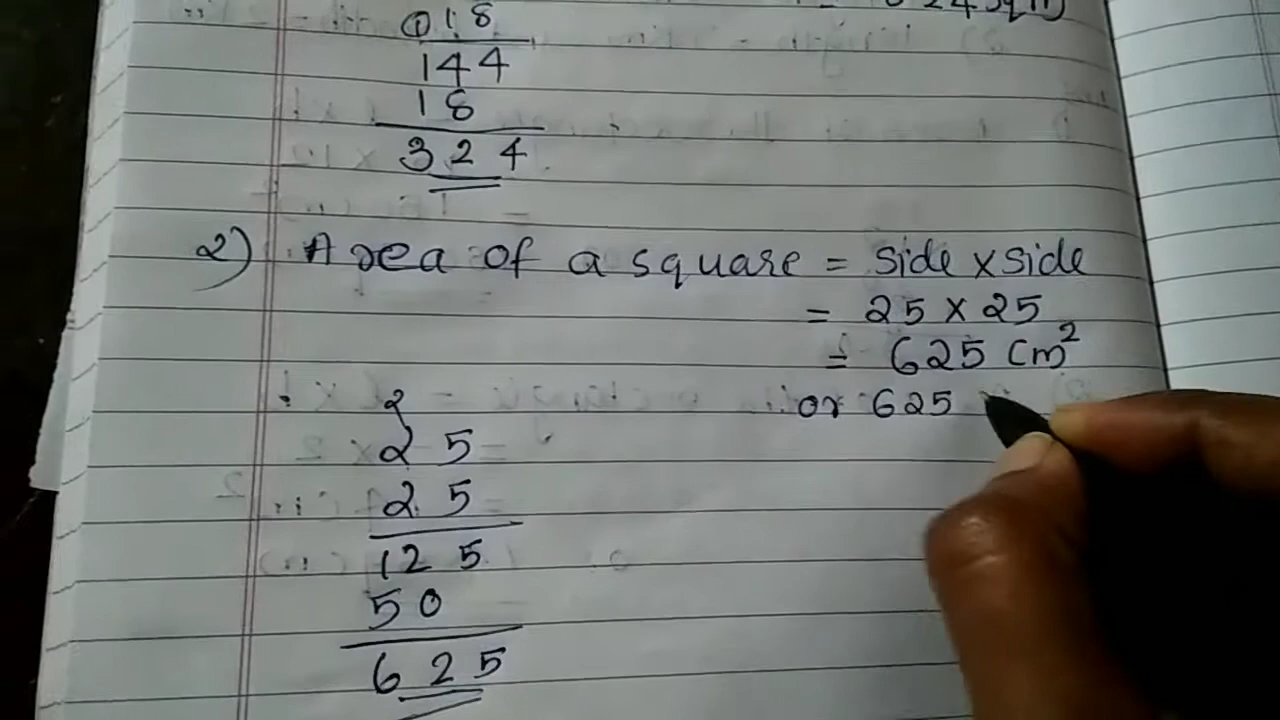 ①18
144
18
324
2) Area of a square = side x side
= 25 x 25
= 625 cm²
or 625
2
25
25
125
50
625